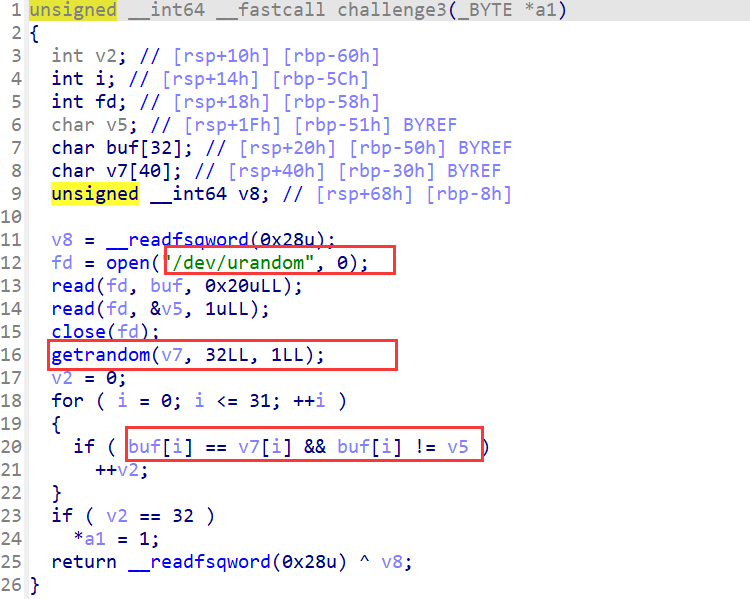 1 unsigned __int64 __fastcall challenge3(_BYTE *a1)
2 {
3 int v2; // [rsp+10h] [rbp-60h]
4 int i; // [rsp+14h] [rbp-5Ch]
5 int fd; // [rsp+18h] [rbp-58h]
6 char v5; // [rsp+1Fh] [rbp-51h] BYREF
7 char buf[32]; // [rsp+20h] [rbp-50h] BYREF
8 char v7[40]; // [rsp+40h] [rbp-30h] BYREF
9 unsigned __int64 v8; // [rsp+68h] [rbp-8h]
10
11 v8 = __readfsqword(0x28u);
12 fd = open("/dev/urandom", 0);
13 read(fd, buf, 0x20uLL);
14 read(fd, &v5, 1uLL);
15 close(fd);
16 getrandom(v7, 32LL, 1LL);
17 v2 = 0;
18 for ( i = 0; i <= 31; ++i )
19 {
20 if ( buf[i] == v7[i] && buf[i] != v5 )
21 ++v2;
22 }
23 if ( v2 == 32 )
24 *a1 = 1;
25 return __readfsqword(0x28u) ^ v8;
26 }